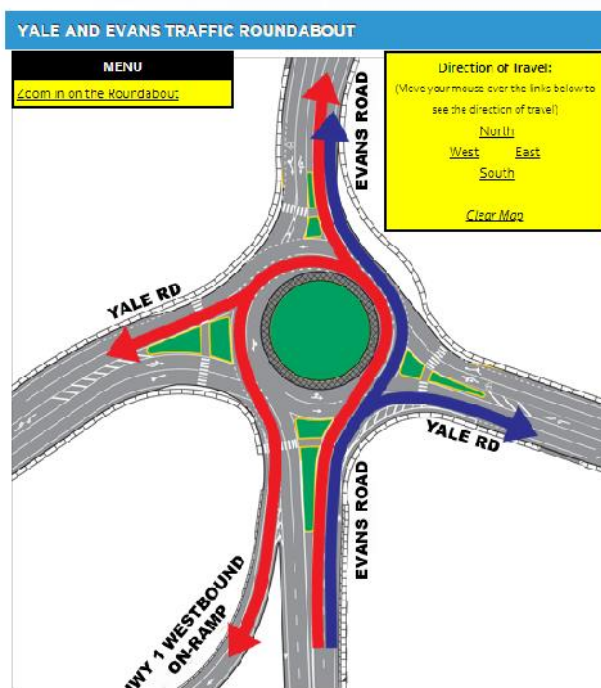 YALE AND EVANS TRAFFIC ROUNDABOUT
MENU
Zoom in on the Roundabout
Direction of Travel:
(Move your mouse over the links below to
see the direction of travel)
North
West East
South
Clear Map
EVANS ROAD
YALE RD
YALE RD
EVANS ROAD
HWY 1 WESTBOUND
ON-RAMP